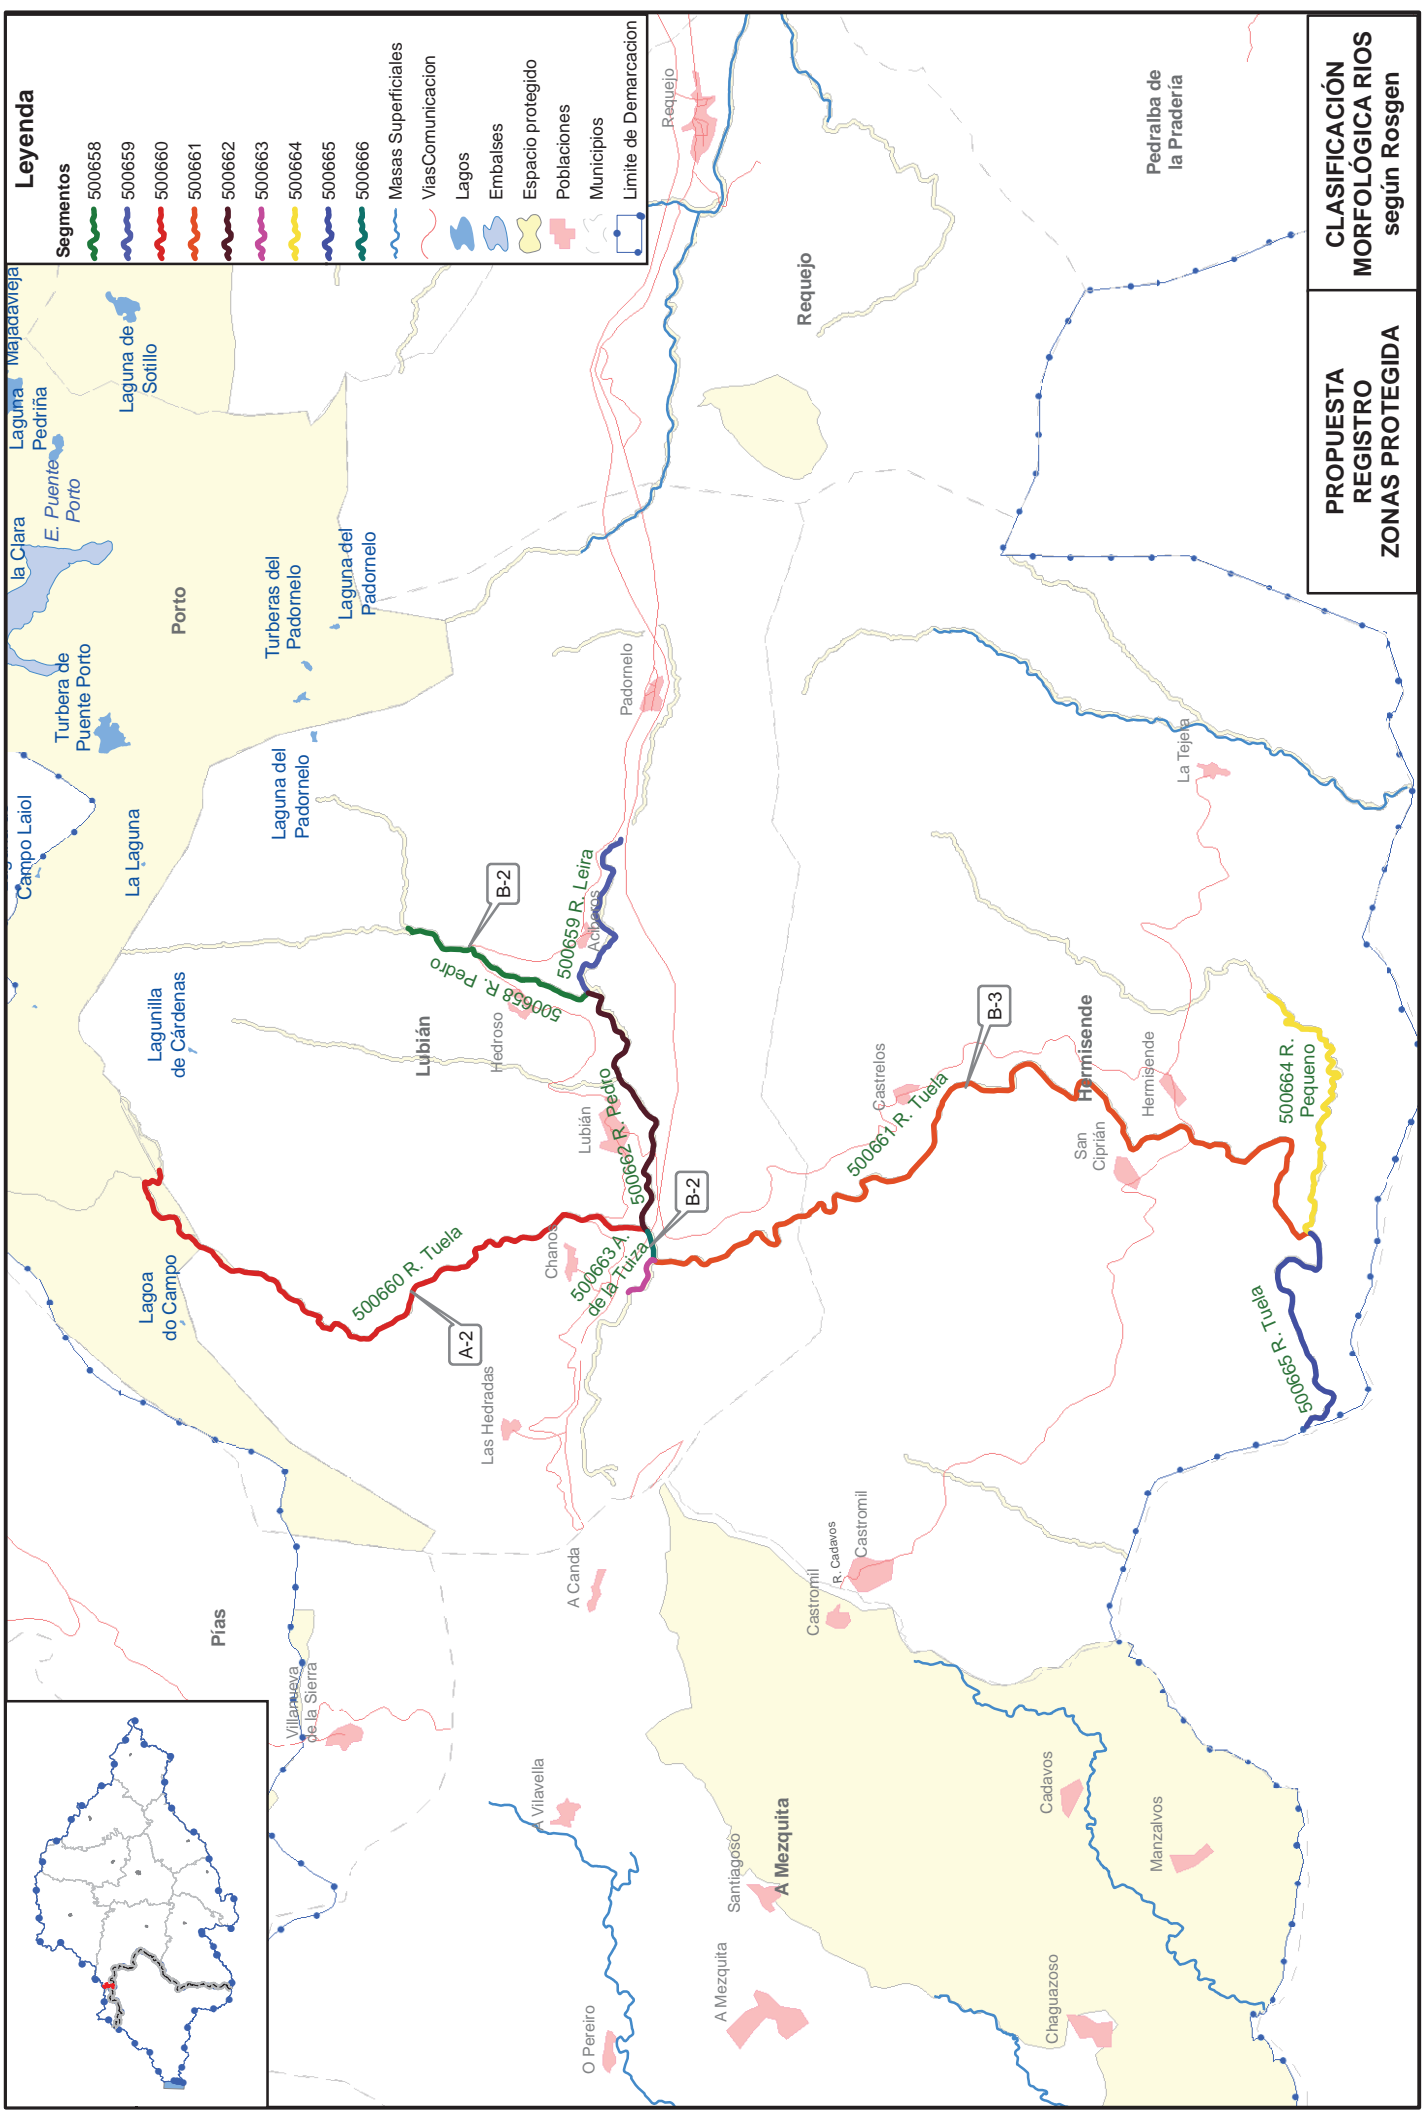 Leyenda
Segmentos
500658
500659
500660
500661
500662
500663
500664
500665
500666
Masas Superficiales
ViasComunicacion
Lagos
Embalses
Espacio protegido
Poblaciones
Municipios
Limite de Demarcacion
CLASIFICACIÓN
MORFOLÓGICA RIOS
según Rosgen
PROPUESTA
REGISTRO
ZONAS PROTEGIDA
Majadavieja
Laguna
Pedriña
Laguna de
Sotillo
la Clara
E. Puente
Porto
Porto
Turberas del
Padornelo
Laguna del
Padornelo
Turbera de
Puente Porto
Laguna del
Padornelo
Campo Laiol
La Laguna
Lagunilla
de Cárdenas
Lagoa
do Campo
Requejo
Requejo
Pedralba de
la Pradería
Padornelo
La Tejera
B-2
500659 R. Leira
Aciberos
500658 R. Pedro
Hedroso
Lubián
Lubián
500662 R. Pedro
B-2
500663 A.
de la Tuiza
Chanos
500660 R. Tuela
A-2
Las Hedradas
B-3
Castrelos
500661 R. Tuela
Hermisende
Hermisende
San
Ciprián
500664 R.
Pequeno
500665 R. Tuela
A Canda
Castromil
R. Cadavos
Castromil
Pías
Villanueva
de la Sierra
A Vilavella
Santiagoso
A Mezquita
A Mezquita
O Pereiro
Cadavos
Manzalvos
Chaguazoso